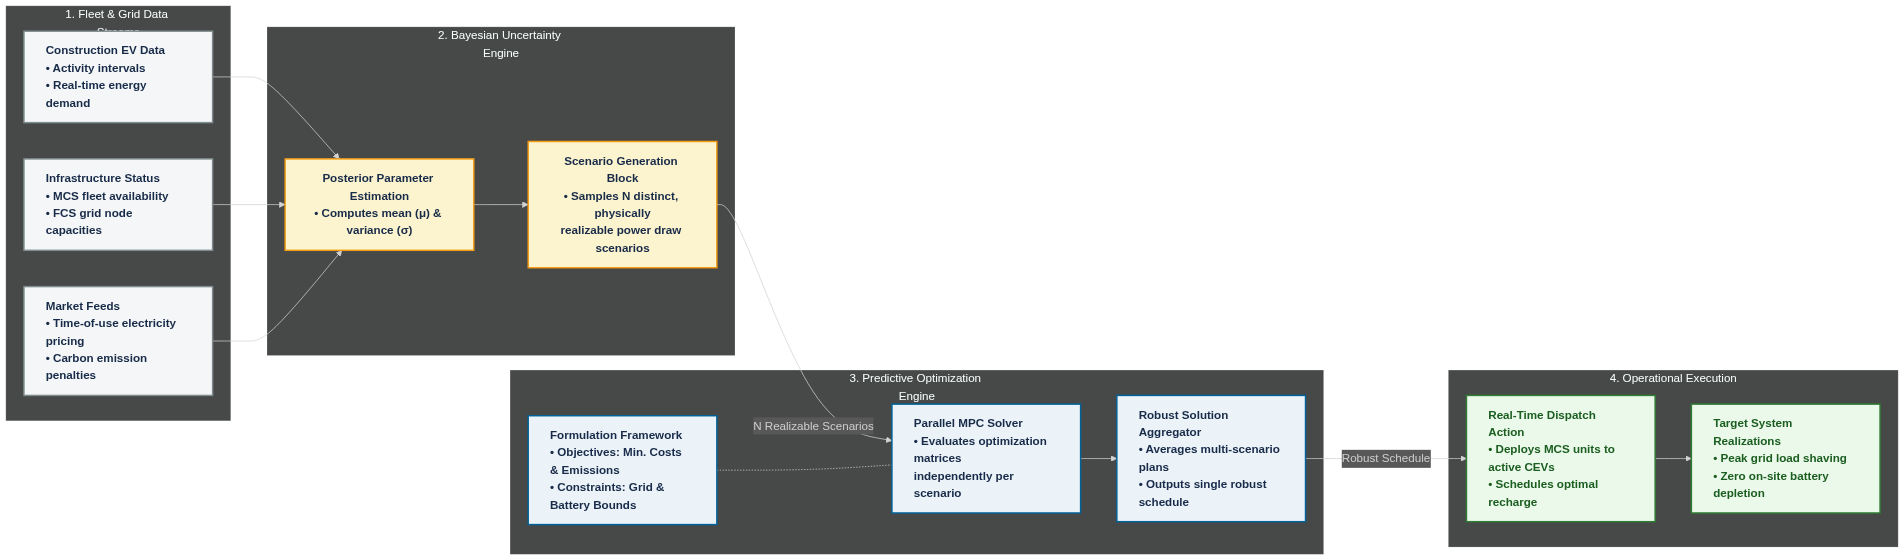 1. Fleet & Grid Data
Streams
Construction EV Data
• Activity intervals
• Real-time energy
demand
Infrastructure Status
• MCS fleet availability
• FCS grid node
capacities
Market Feeds
• Time-of-use electricity
pricing
• Carbon emission
penalties
2. Bayesian Uncertainty
Engine
Posterior Parameter
Estimation
• Computes mean (μ) &
variance (σ)
Scenario Generation
Block
• Samples N distinct,
physically
realizable power draw
scenarios
N Realizable Scenarios
3. Predictive Optimization
Engine
Formulation Framework
• Objectives: Min. Costs
& Emissions
• Constraints: Grid &
Battery Bounds
Parallel MPC Solver
• Evaluates optimization
matrices
independently per
scenario
Robust Solution
Aggregator
• Averages multi-scenario
plans
• Outputs single robust
schedule
Robust Schedule
4. Operational Execution
Real-Time Dispatch
Action
• Deploys MCS units to
active CEVs
• Schedules optimal
recharge
Target System
Realizations
• Peak grid load shaving
• Zero on-site battery
depletion